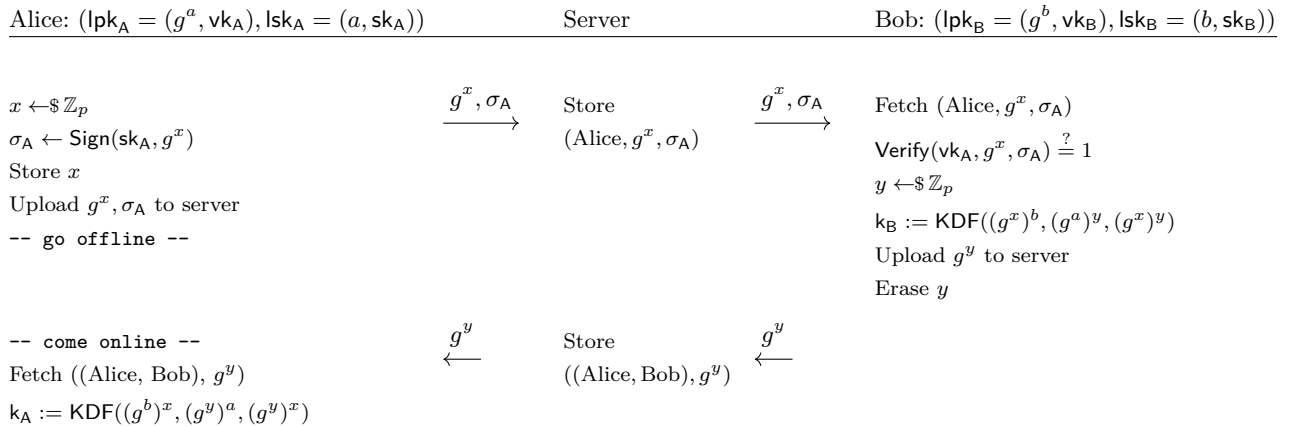 Alice: (lpk_A = (g^a, vk_A), lsk_A = (a, sk_A)) Server Bob: (lpk_B = (g^b, vk_B), lsk_B = (b, sk_B))
x ←$ ℤ_p g^x, σ_A Store g^x, σ_A Fetch (Alice, g^x, σ_A)
σ_A ← Sign(sk_A, g^x) (Alice, g^x, σ_A) Verify(vk_A, g^x, σ_A) ≟ 1
Store x y ←$ ℤ_p
Upload g^x, σ_A to server k_B := KDF((g^x)^b, (g^a)^y, (g^x)^y)
-- go offline -- Upload g^y to server
Erase y
-- come online -- g^y Store g^y
Fetch ((Alice, Bob), g^y) ((Alice, Bob), g^y)
k_A := KDF((g^b)^x, (g^y)^a, (g^y)^x)